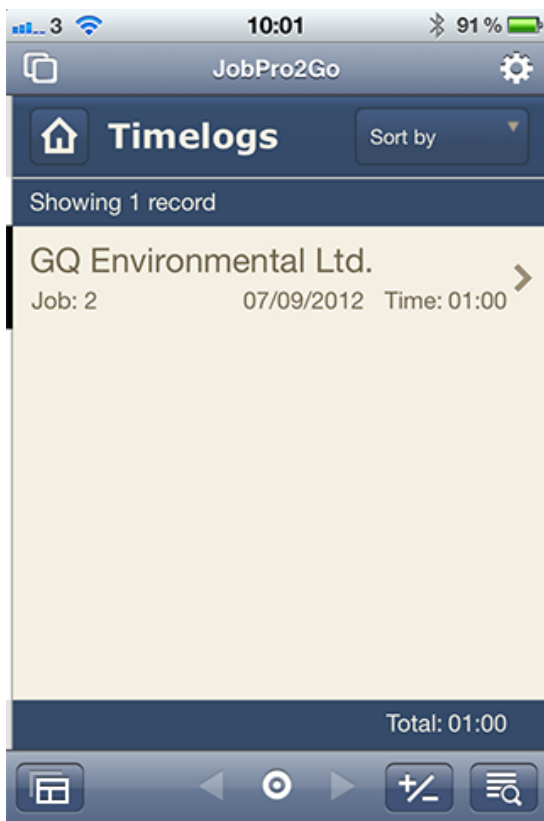 3 10:01 91 %
JobPro2Go
Timelogs Sort by
Showing 1 record
GQ Environmental Ltd.
Job: 2 07/09/2012 Time: 01:00
Total: 01:00